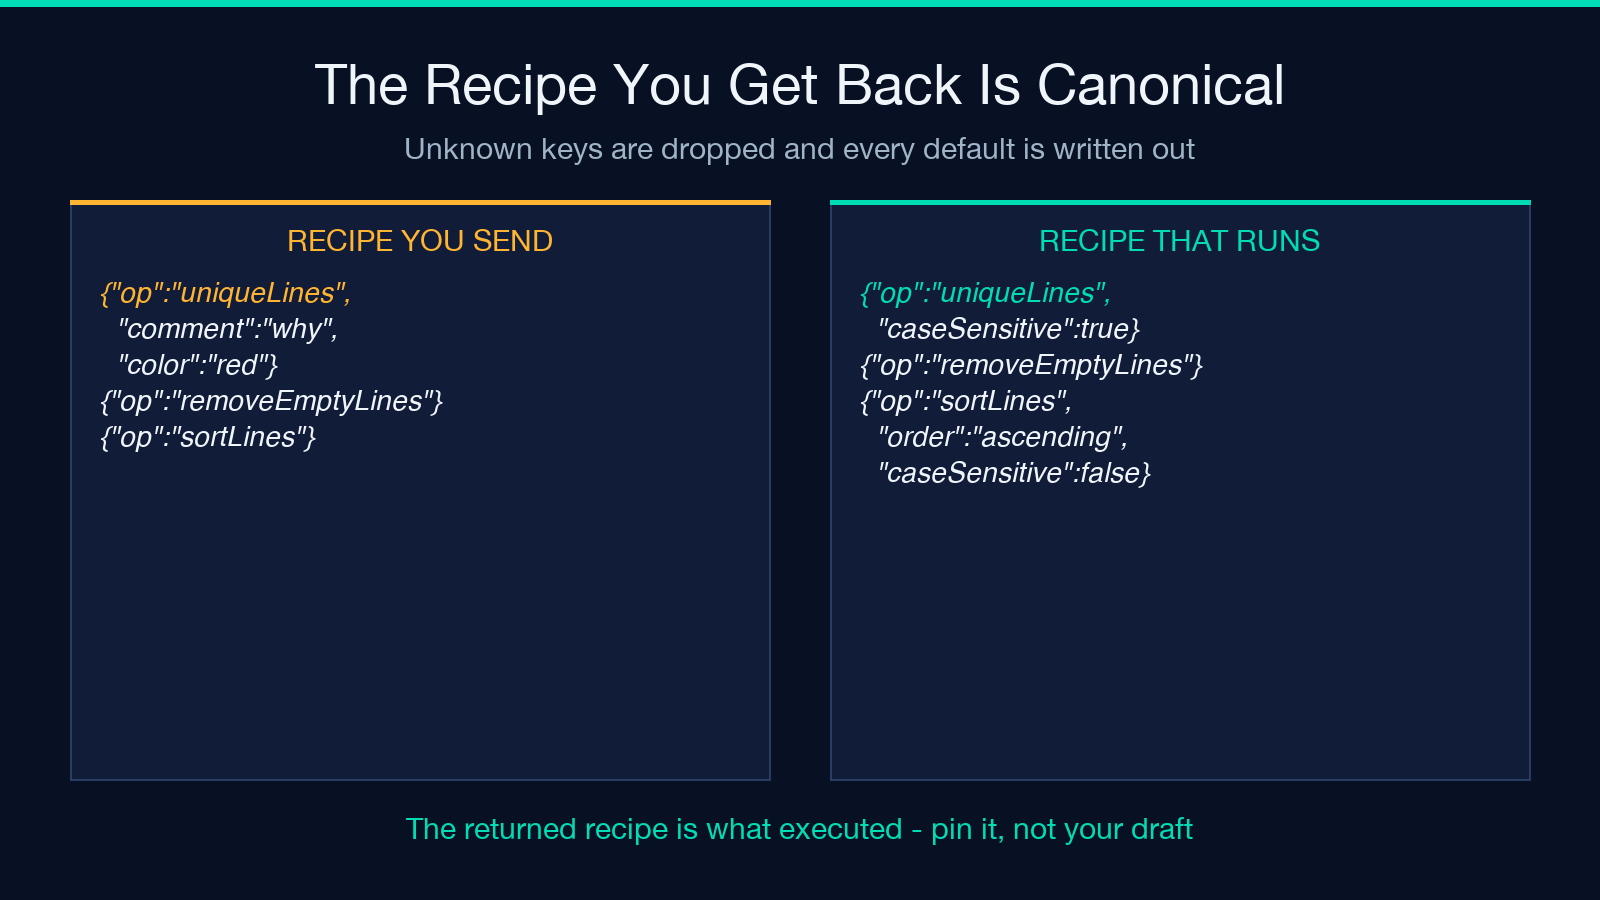 The Recipe You Get Back Is Canonical
Unknown keys are dropped and every default is written out
RECIPE YOU SEND
{"op":"uniqueLines",
"comment":"why",
"color":"red"}
{"op":"removeEmptyLines"}
{"op":"sortLines"}
RECIPE THAT RUNS
{"op":"uniqueLines",
"caseSensitive":true}
{"op":"removeEmptyLines"}
{"op":"sortLines",
"order":"ascending",
"caseSensitive":false}
The returned recipe is what executed - pin it, not your draft